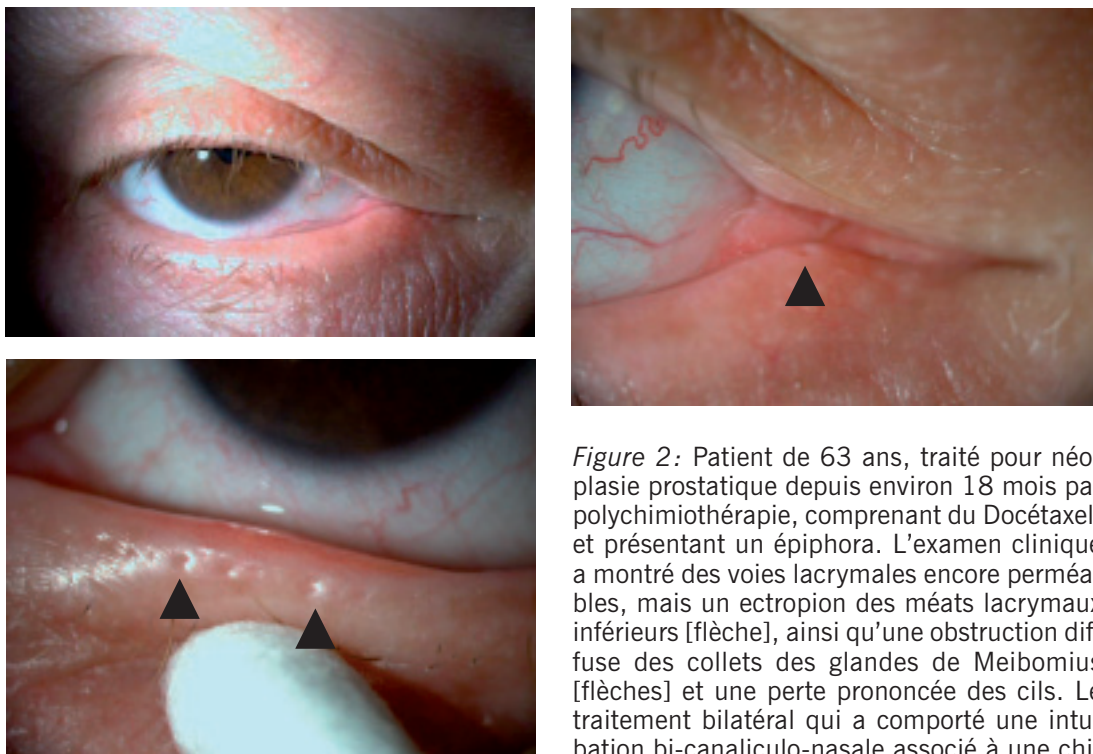 Figure 2: Patient de 63 ans, traité pour néo
plasie prostatique depuis environ 18 mois pa
polychimiothérapie, comprenant du Docétaxel
et présentant un épiphora. L'examen clinique
a montré des voies lacrymales encore perméa
bles, mais un ectropion des méats lacrymaux
inférieurs [flèche], ainsi qu'une obstruction dif
fuse des collets des glandes de Meibomius
[flèches] et une perte prononcée des cils. Le
traitement bilatéral qui a comporté une intu
bation bi-canaliculo-nasale associé à une chi